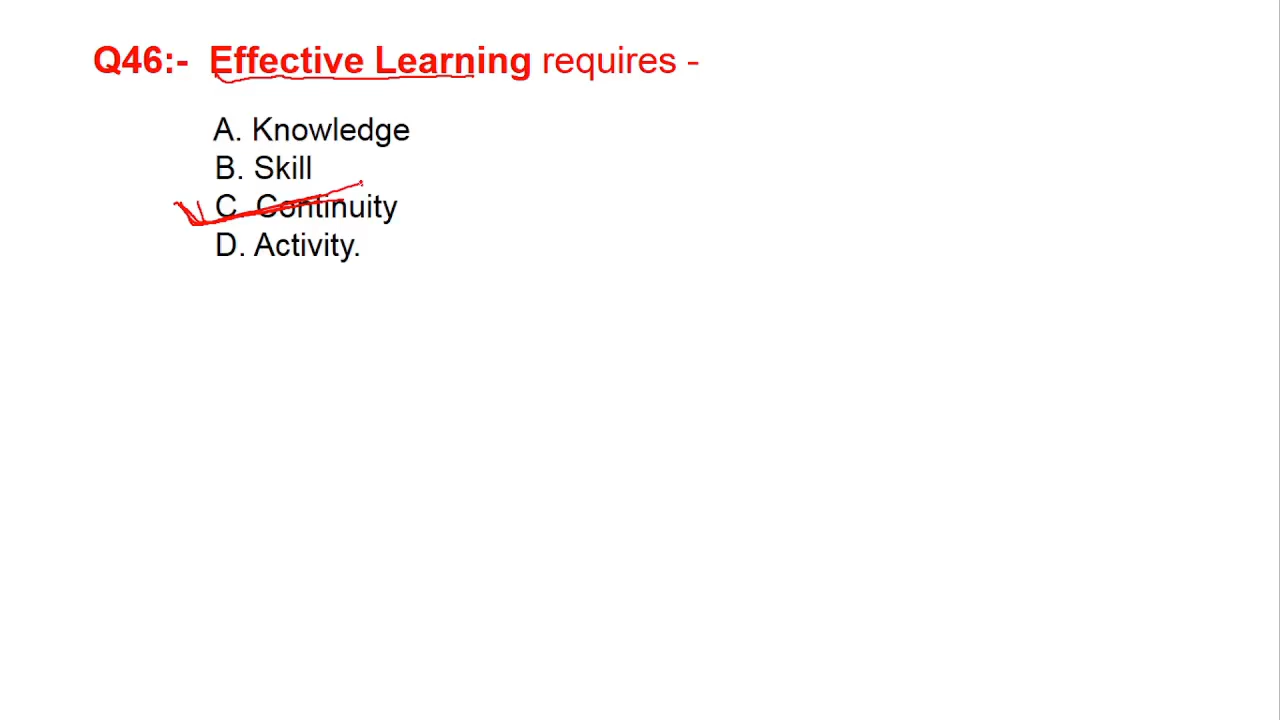 Q46:- Effective Learning requires -
A. Knowledge
B. Skill
C. Continuity
D. Activity.